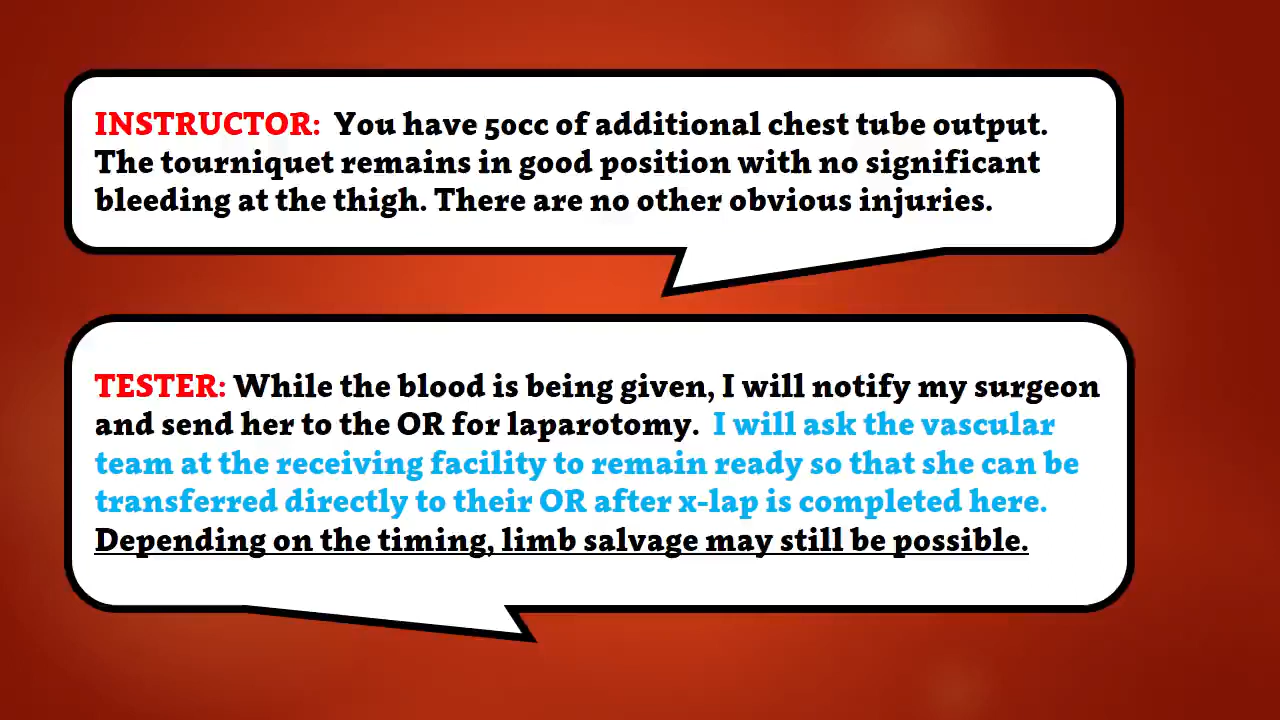 INSTRUCTOR: You have 50cc of additional chest tube output.
The tourniquet remains in good position with no significant
bleeding at the thigh. There are no other obvious injuries.
TESTER: While the blood is being given, I will notify my surgeon
and send her to the OR for laparotomy. I will ask the vascular
team at the receiving facility to remain ready so that she can be
transferred directly to their OR after x-lap is completed here.
Depending on the timing, limb salvage may still be possible.